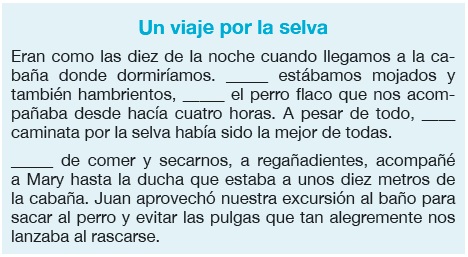 Un viaje por la selva
Eran como las diez de la noche cuando llegamos a la ca-
baña donde dormiríamos. _____ estábamos mojados y
también hambrientos, _____ el perro flaco que nos acom-
pañaba desde hacía cuatro horas. A pesar de todo, ____
caminata por la selva había sido la mejor de todas.
_____ de comer y secarnos, a regañadientes, acompañé
a Mary hasta la ducha que estaba a unos diez metros de
la cabaña. Juan aprovechó nuestra excursión al baño para
sacar al perro y evitar las pulgas que tan alegremente nos
lanzaba al rascarse.